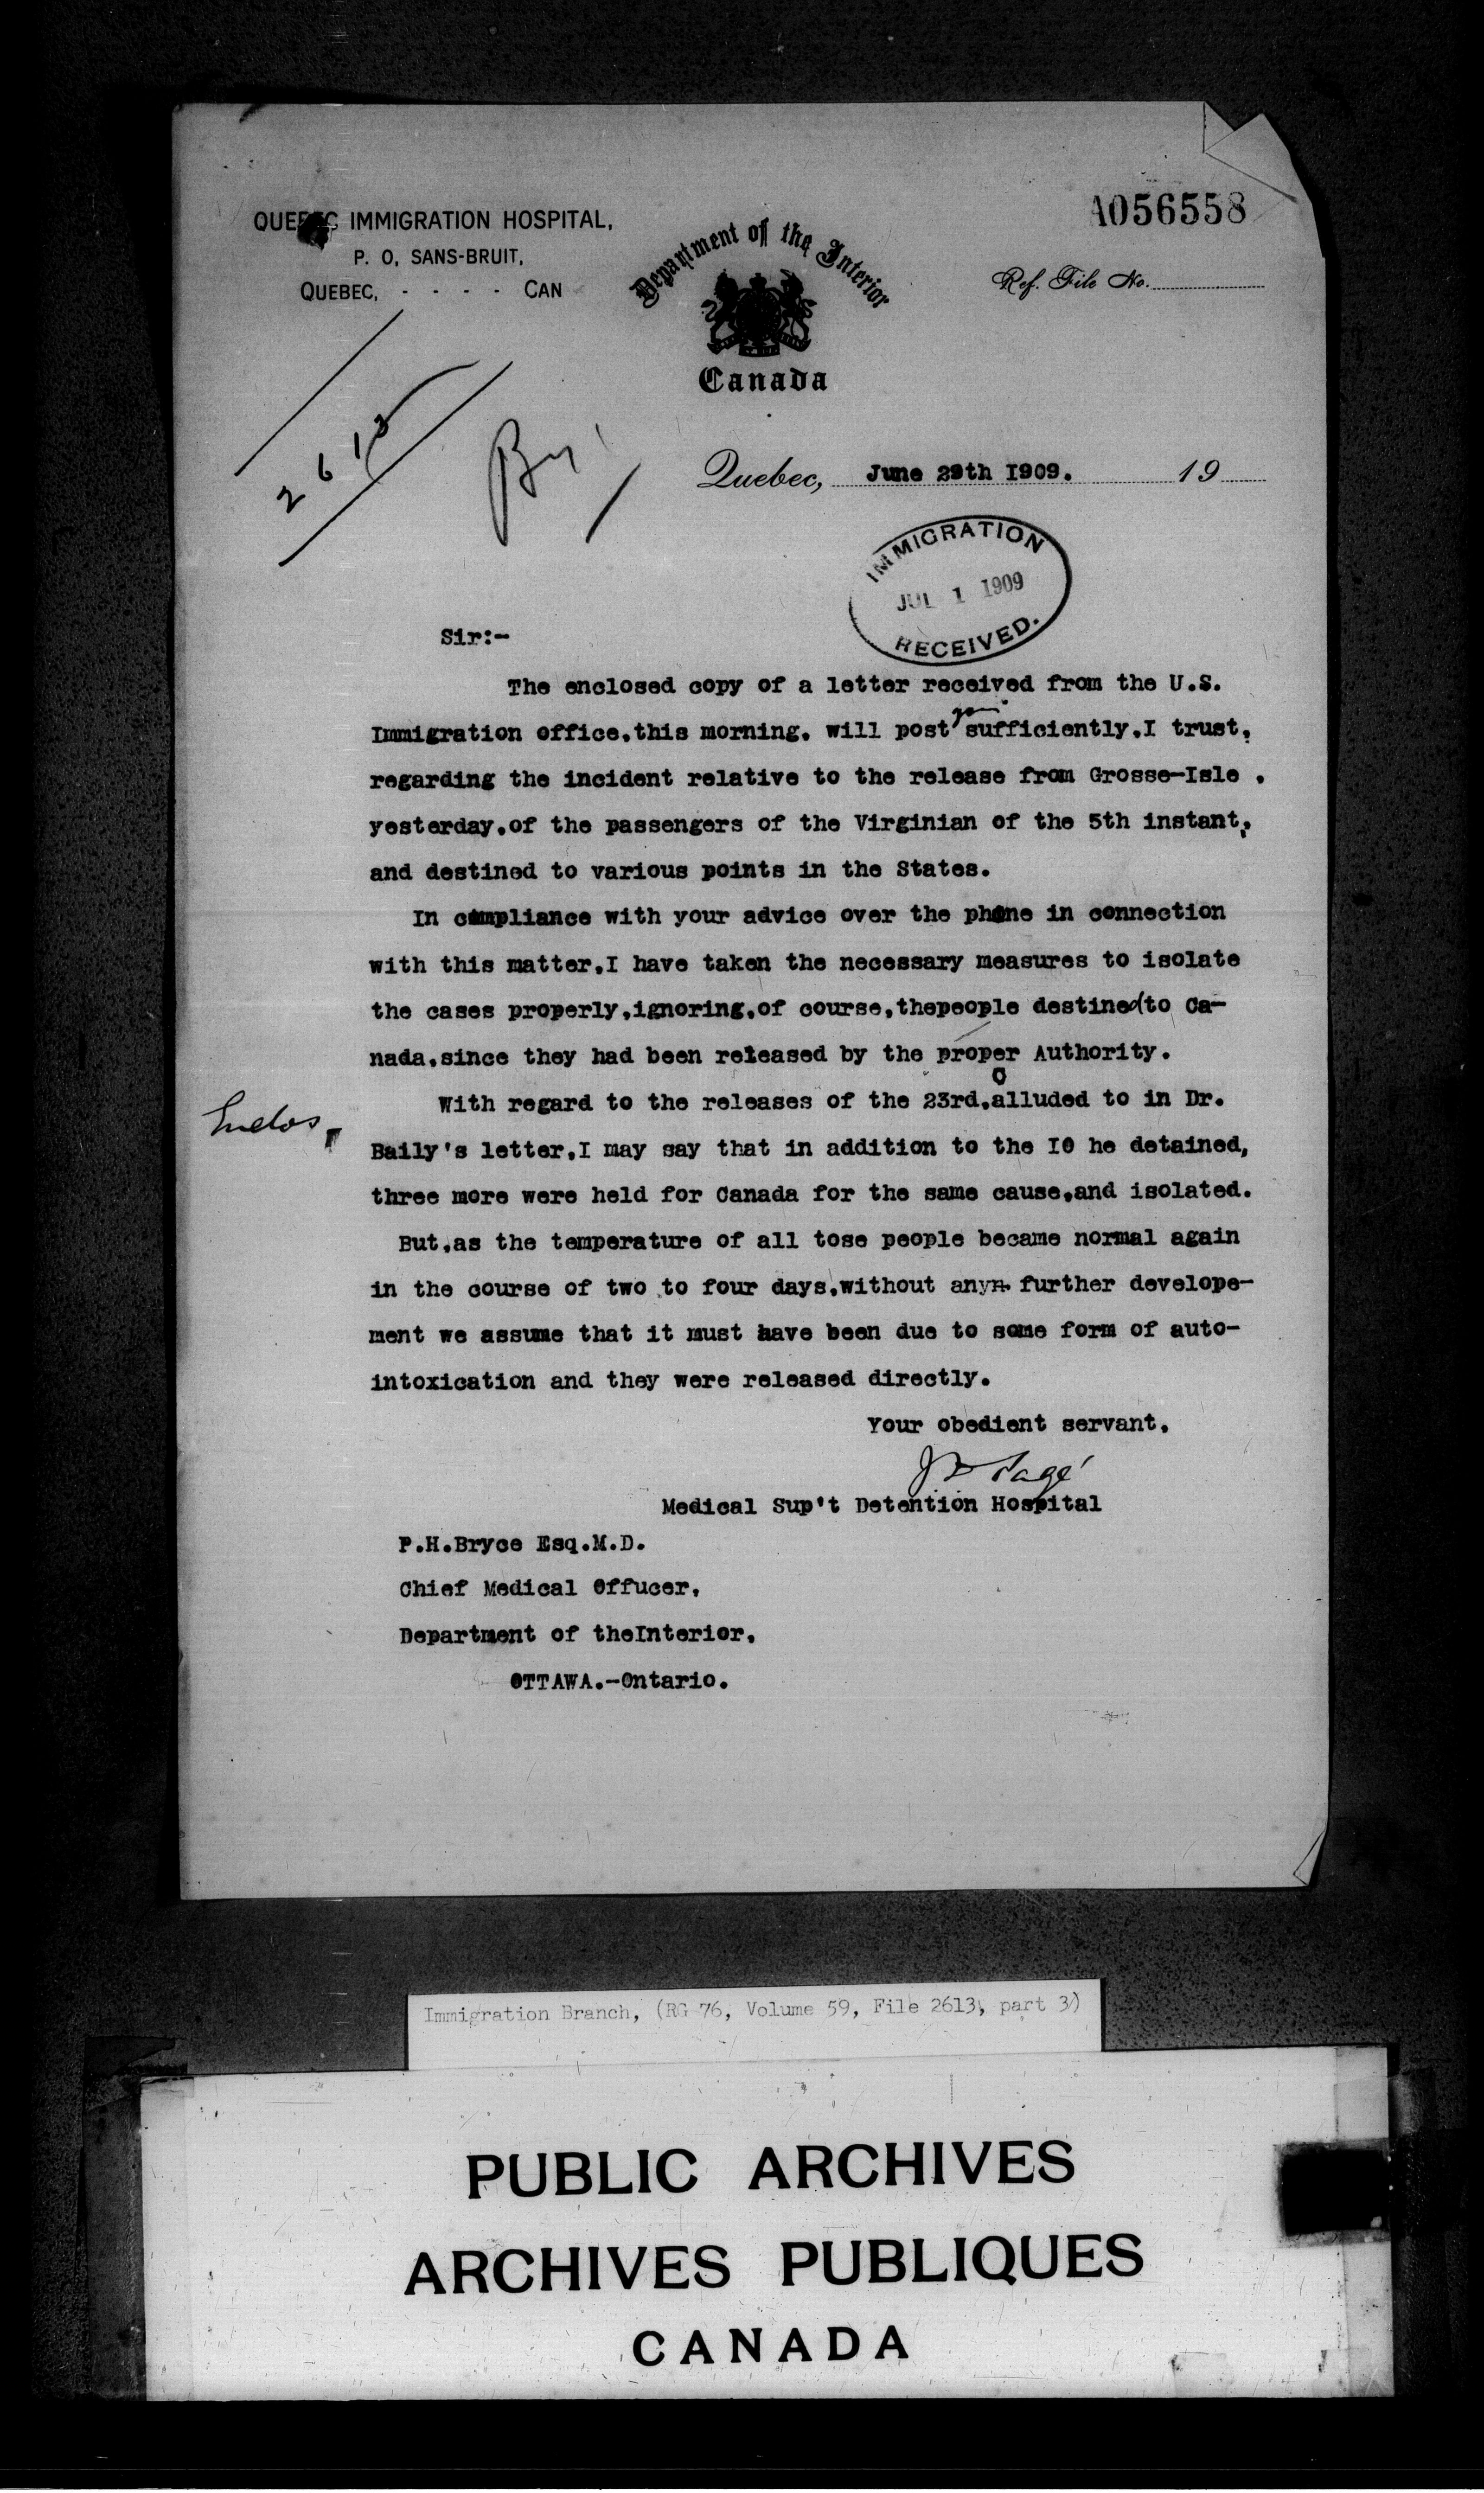 A056558
QUEBEC IMMIGRATION HOSPITAL,
P. O, SANS-BRUIT,
QUEBEC, - - - - CAN
Department of the Interior
Canada
Ref. File No.
2613
Quebec, June 29th I909. 19
IMMIGRATION
JUL 1 1909
RECEIVED.
Sir:-
The enclosed copy of a letter received from the U.S.
Immigration office,this morning, will post you sufficiently,I trust,
regarding the incident relative to the release from Grosse-Isle ,
yesterday,of the passengers of the Virginian of the 5th instant,
and destined to various points in the States.
In compliance with your advice over the phone in connection
with this matter,I have taken the necessary measures to isolate
the cases properly,ignoring,of course,thepeople destined to Ca-
nada,since they had been released by the proper Authority.
With regard to the releases of the 23rd,alluded to in Dr.
Enclos.
Baily's letter,I may say that in addition to the I0 he detained,
three more were held for Canada for the same cause,and isolated.
But,as the temperature of all tose people became normal again
in the course of two to four days,without any further develope-
ment we assume that it must have been due to some form of auto-
intoxication and they were released directly.
Your obedient servant,
J D Pagé
Medical Sup't Detention Hospital
P.H.Bryce Esq.M.D.
Chief Medical Offucer,
Department of theInterior,
OTTAWA.-Ontario.
Immigration Branch, (RG 76, Volume 59, File 2613, part 3)
PUBLIC ARCHIVES
ARCHIVES PUBLIQUES
CANADA